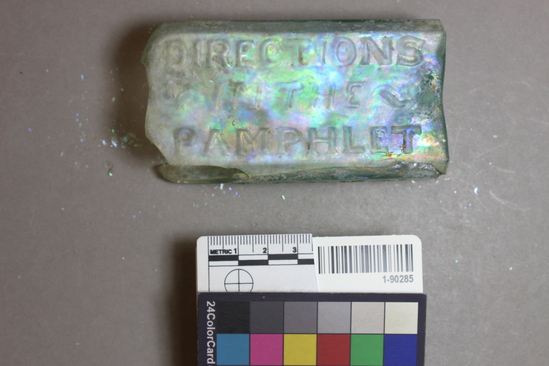 DIRECTIONS
IN THE
PAMPHLET
METRIC 1 2 3
1-90285
24ColorCard